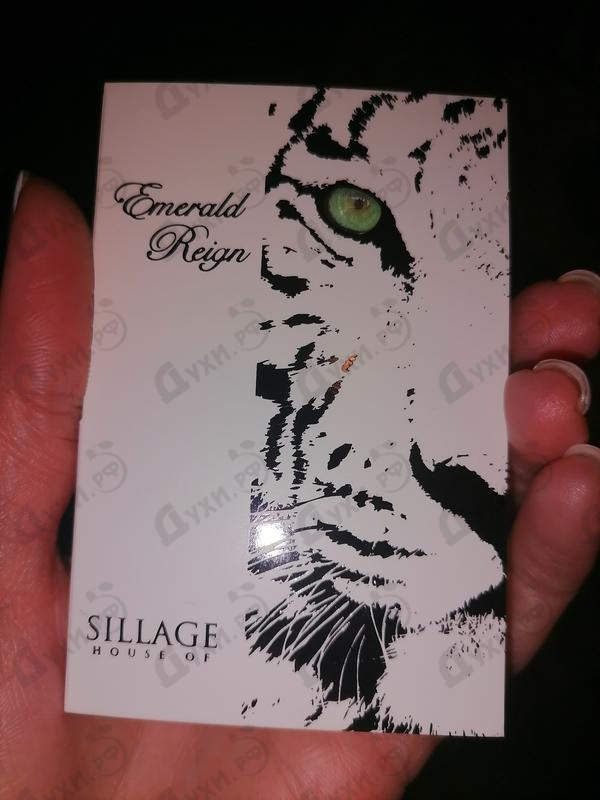 Emerald
Reign
SILLAGE
HOUSE OF
Духи.рф